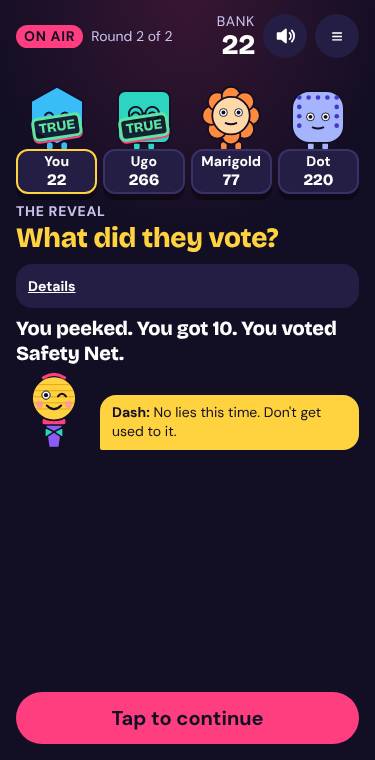 ON AIR
Round 2 of 2
BANK
22
TRUE
TRUE
You
22
Ugo
266
Marigold
77
Dot
220
THE REVEAL
What did they vote?
Details
You peeked. You got 10. You voted
Safety Net.
Dash: No lies this time. Don't get
used to it.
Tap to continue